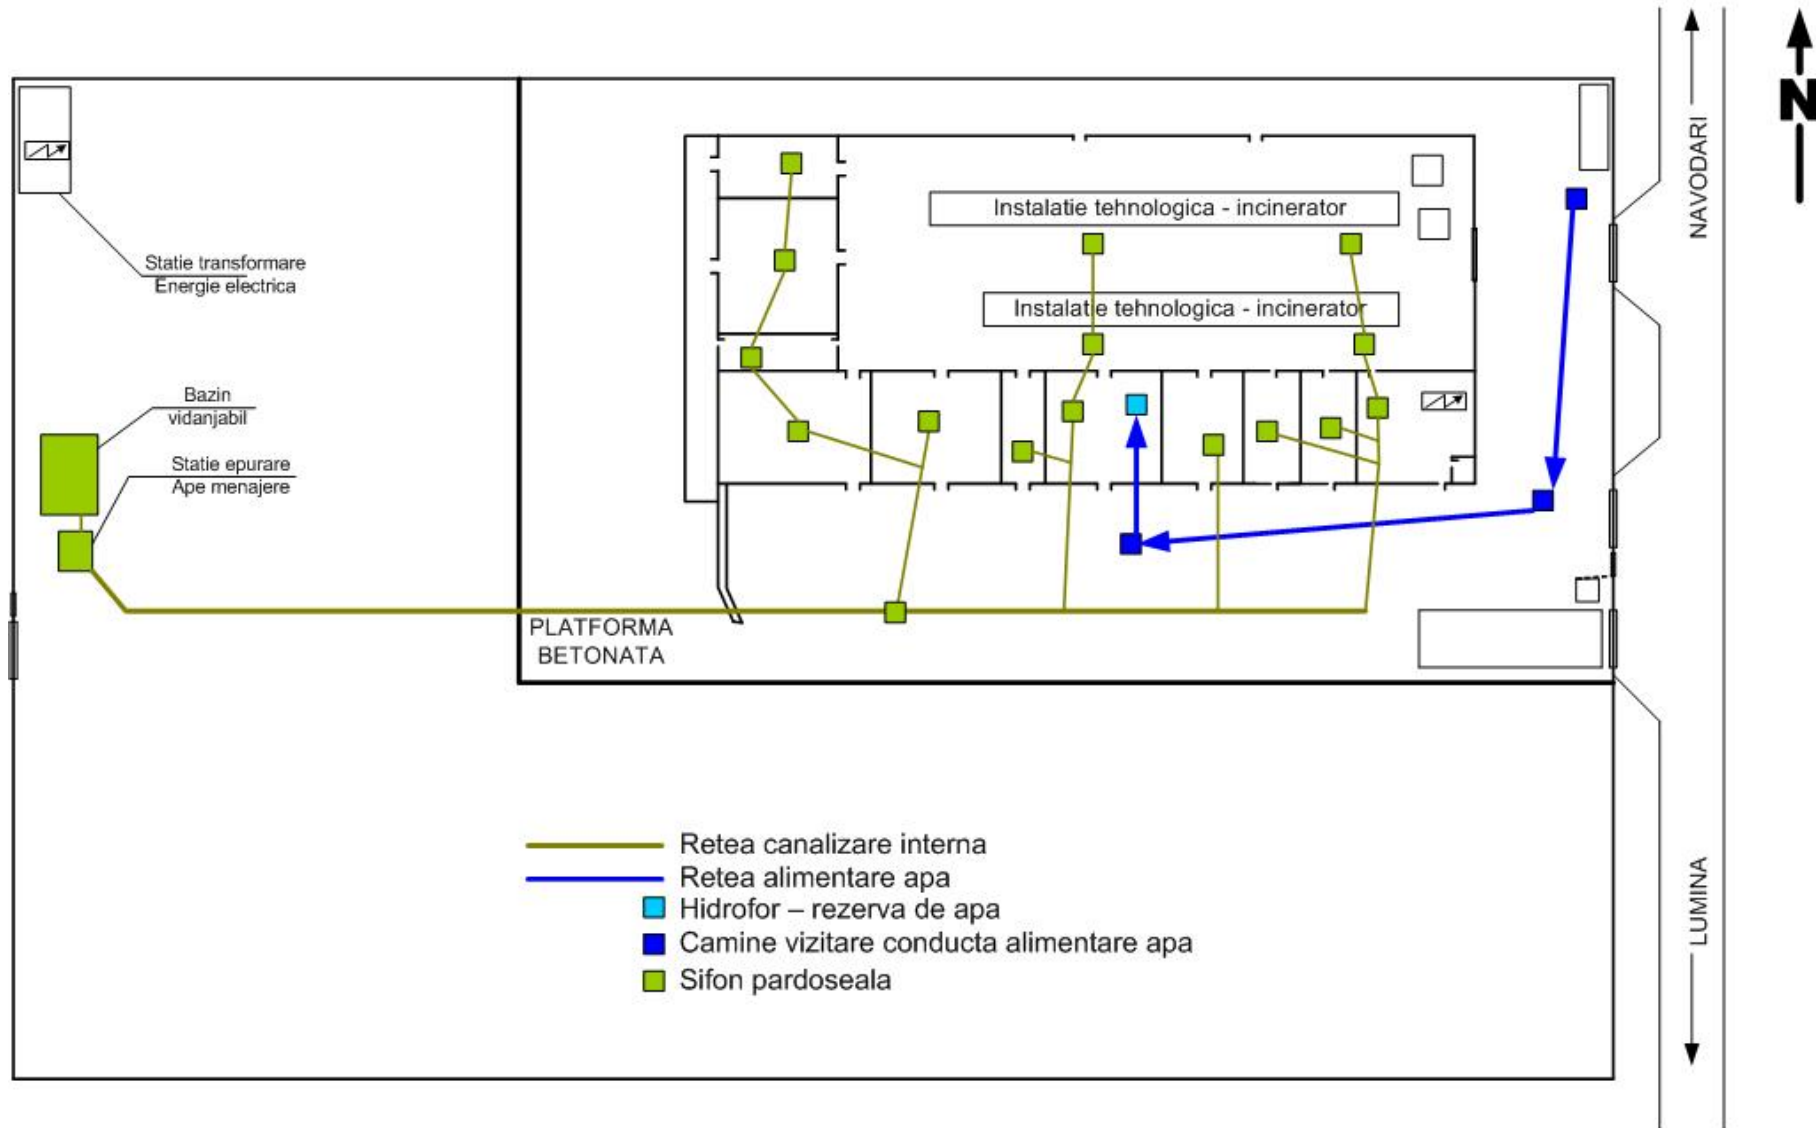 N
NAVODARI
Instalatie tehnologica - incinerator
Statie transformare
Energie electrica
Instalatie tehnologica - incinerator
Bazin
vidanjabil
Statie epurare
Ape menajere
PLATFORMA
BETONATA
Retea canalizare interna
Retea alimentare apa
Hidrofor – rezerva de apa
Camine vizitare conducta alimentare apa
Sifon pardoseala
LUMINA